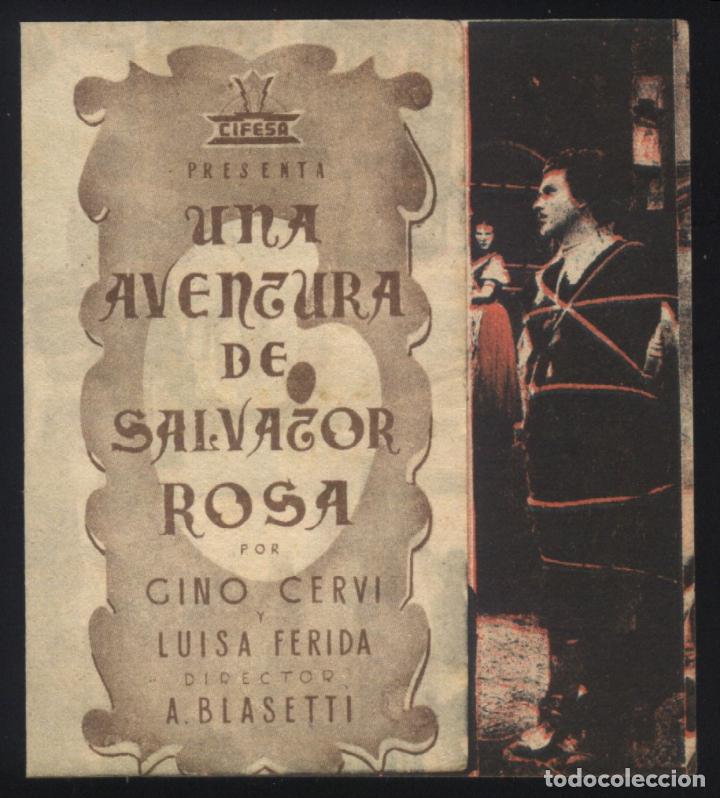 CIFESA
PRESENTA
UNA
AVENTURA
DE
SALVATOR
ROSA
POR
GINO CERVI
Y
LUISA FERIDA
DIRECTOR
A. BLASETTI
todocoleccion